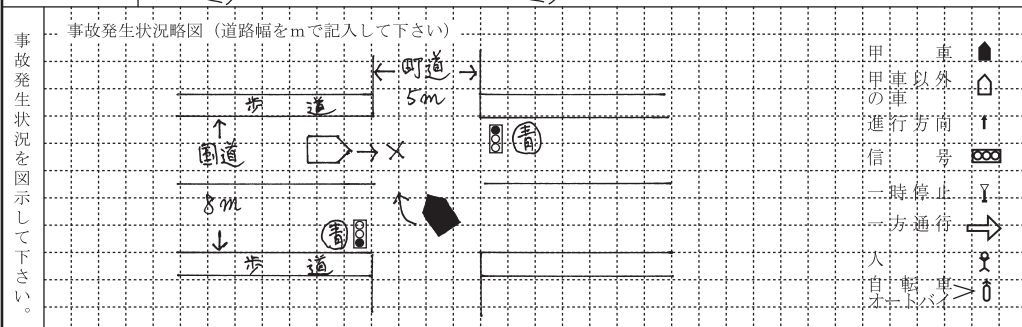 事故発生状況を図示して下さい。
事故発生状況略図（道路幅をmで記入して下さい）
町道
5m
歩道
国道
8m
青
青
歩道
甲車
甲車以外
の車
進行方向
信号
一時停止
一方通行
人
自転車
オートバイ